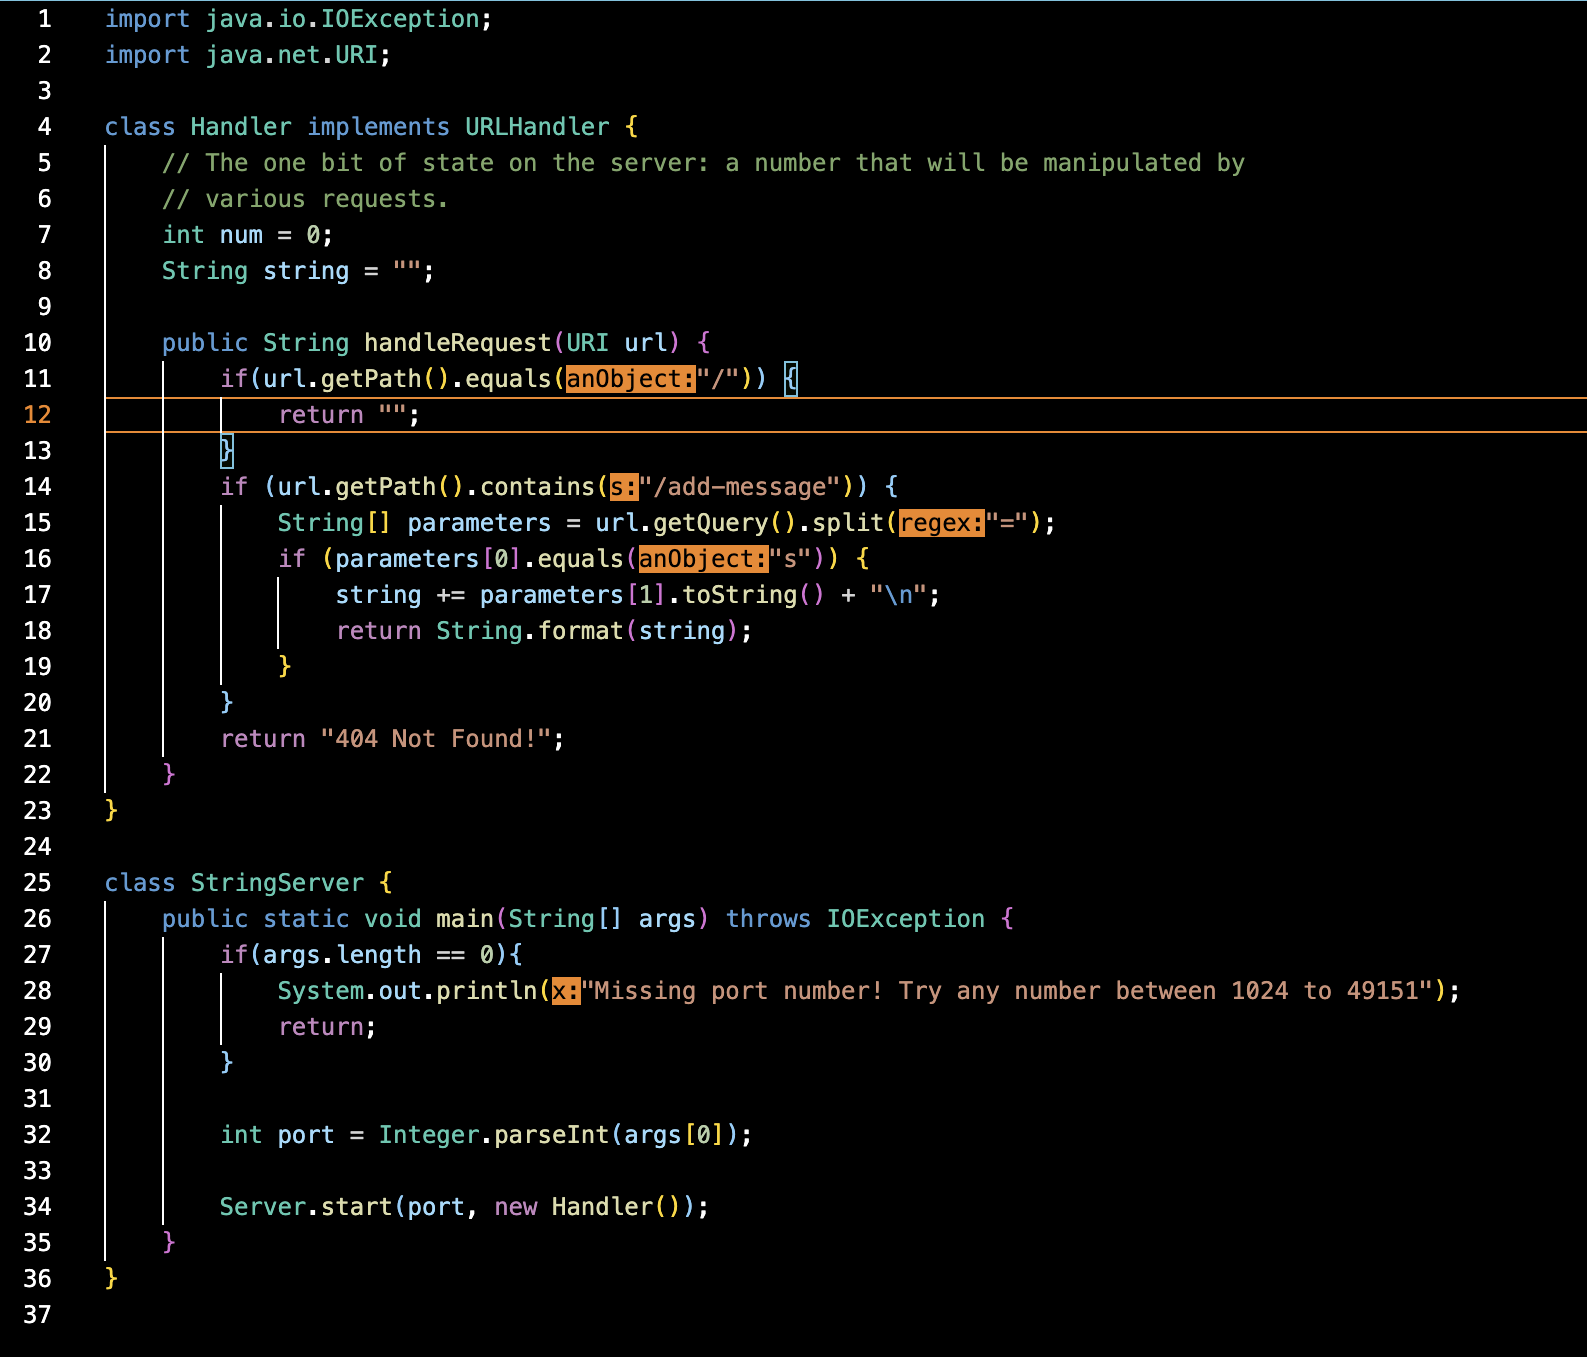 1 import java.io.IOException;
2 import java.net.URI;
3
4 class Handler implements URLHandler {
5     // The one bit of state on the server: a number that will be manipulated by
6     // various requests.
7     int num = 0;
8     String string = "";
9
10     public String handleRequest(URI url) {
11         if(url.getPath().equals(anObject:"/")) {
12             return "";
13         }
14         if (url.getPath().contains(s:"/add-message")) {
15             String[] parameters = url.getQuery().split(regex:"=");
16             if (parameters[0].equals(anObject:"s")) {
17                 string += parameters[1].toString() + "\n";
18                 return String.format(string);
19             }
20         }
21         return "404 Not Found!";
22     }
23 }
24
25 class StringServer {
26     public static void main(String[] args) throws IOException {
27         if(args.length == 0){
28             System.out.println(x:"Missing port number! Try any number between 1024 to 49151");
29             return;
30         }
31
32         int port = Integer.parseInt(args[0]);
33
34         Server.start(port, new Handler());
35     }
36 }
37